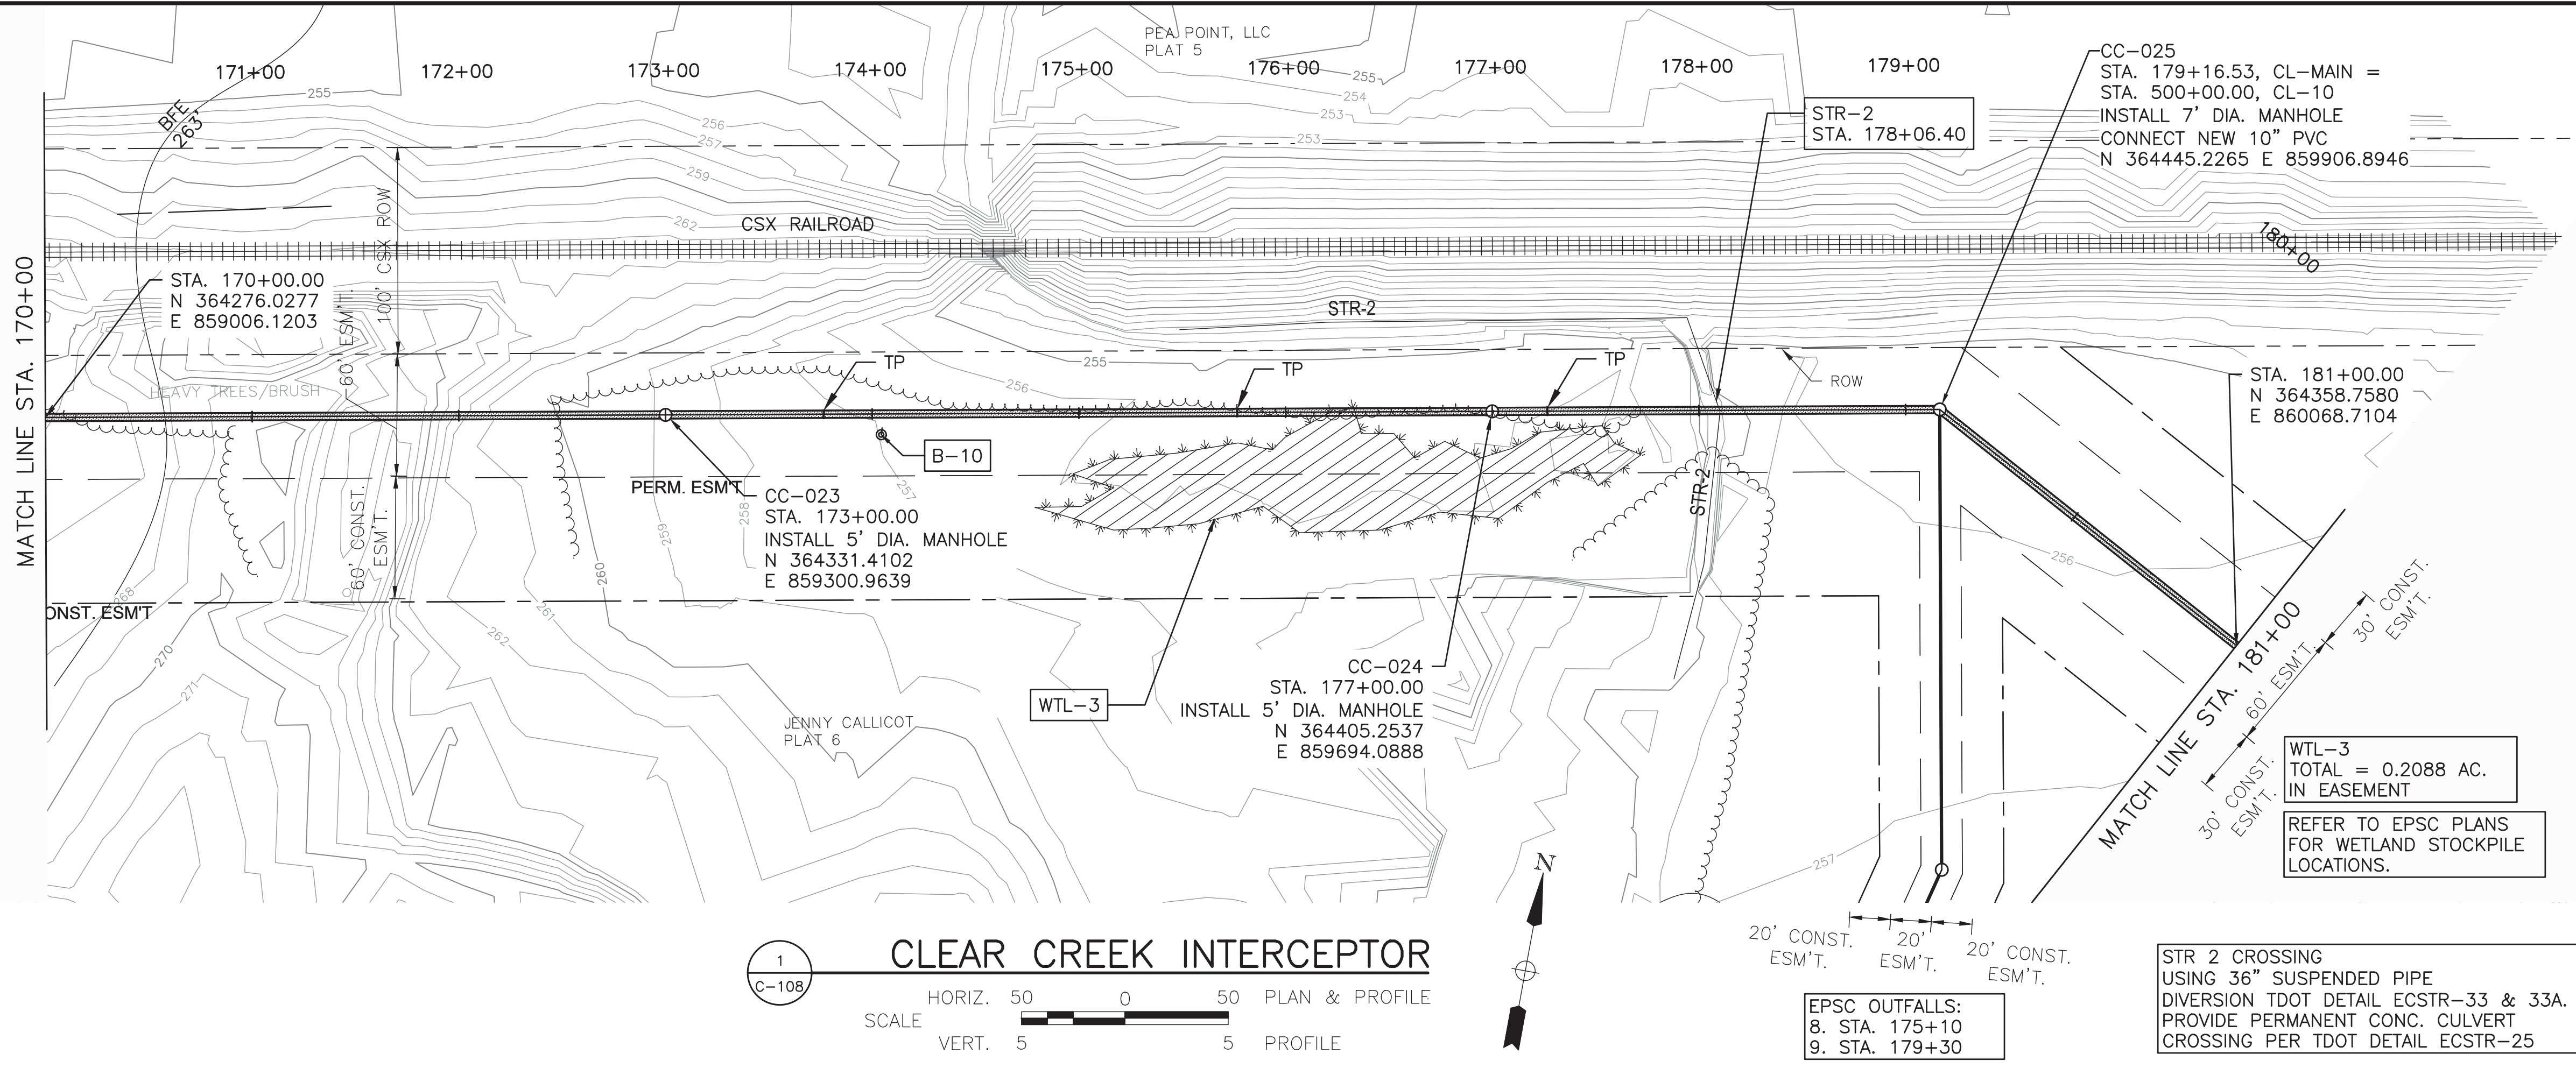 PEA POINT, LLC
PLAT 5
171+00
172+00
173+00
174+00
175+00
176+00
177+00
178+00
179+00
180+00
255
255
254
253
253
256
257
259
262
BFE
263'
CC-025
STA. 179+16.53, CL-MAIN =
STA. 500+00.00, CL-10
INSTALL 7' DIA. MANHOLE
CONNECT NEW 10" PVC
N 364445.2265 E 859906.8946
STR-2
STA. 178+06.40
100' CSX ROW
CSX RAILROAD
MATCH LINE STA. 170+00
STA. 170+00.00
N 364276.0277
E 859006.1203
60' ESM'T.
STR-2
255
256
TP
TP
TP
ROW
HEAVY TREES/BRUSH
STA. 181+00.00
N 364358.7580
E 860068.7104
B-10
PERM. ESM'T
CC-023
STA. 173+00.00
INSTALL 5' DIA. MANHOLE
N 364331.4102
E 859300.9639
257
258
259
260
261
262
60' CONST.
ESM'T.
STR-2
256
268
ONST. ESM'T
270
271
WTL-3
CC-024
STA. 177+00.00
INSTALL 5' DIA. MANHOLE
N 364405.2537
E 859694.0888
JENNY CALLICOT
PLAT 6
MATCH LINE STA. 181+00
30' CONST.
ESM'T.
60' ESM'T.
30' CONST.
ESM'T.
257
WTL-3
TOTAL = 0.2088 AC.
IN EASEMENT
REFER TO EPSC PLANS
FOR WETLAND STOCKPILE
LOCATIONS.
N
20' CONST.
ESM'T.
20'
ESM'T.
20' CONST.
ESM'T.
1
C-108
CLEAR CREEK INTERCEPTOR
HORIZ. 50 0 50 PLAN & PROFILE
SCALE
VERT. 5 5 PROFILE
EPSC OUTFALLS:
8. STA. 175+10
9. STA. 179+30
STR 2 CROSSING
USING 36" SUSPENDED PIPE
DIVERSION TDOT DETAIL ECSTR-33 & 33A.
PROVIDE PERMANENT CONC. CULVERT
CROSSING PER TDOT DETAIL ECSTR-25